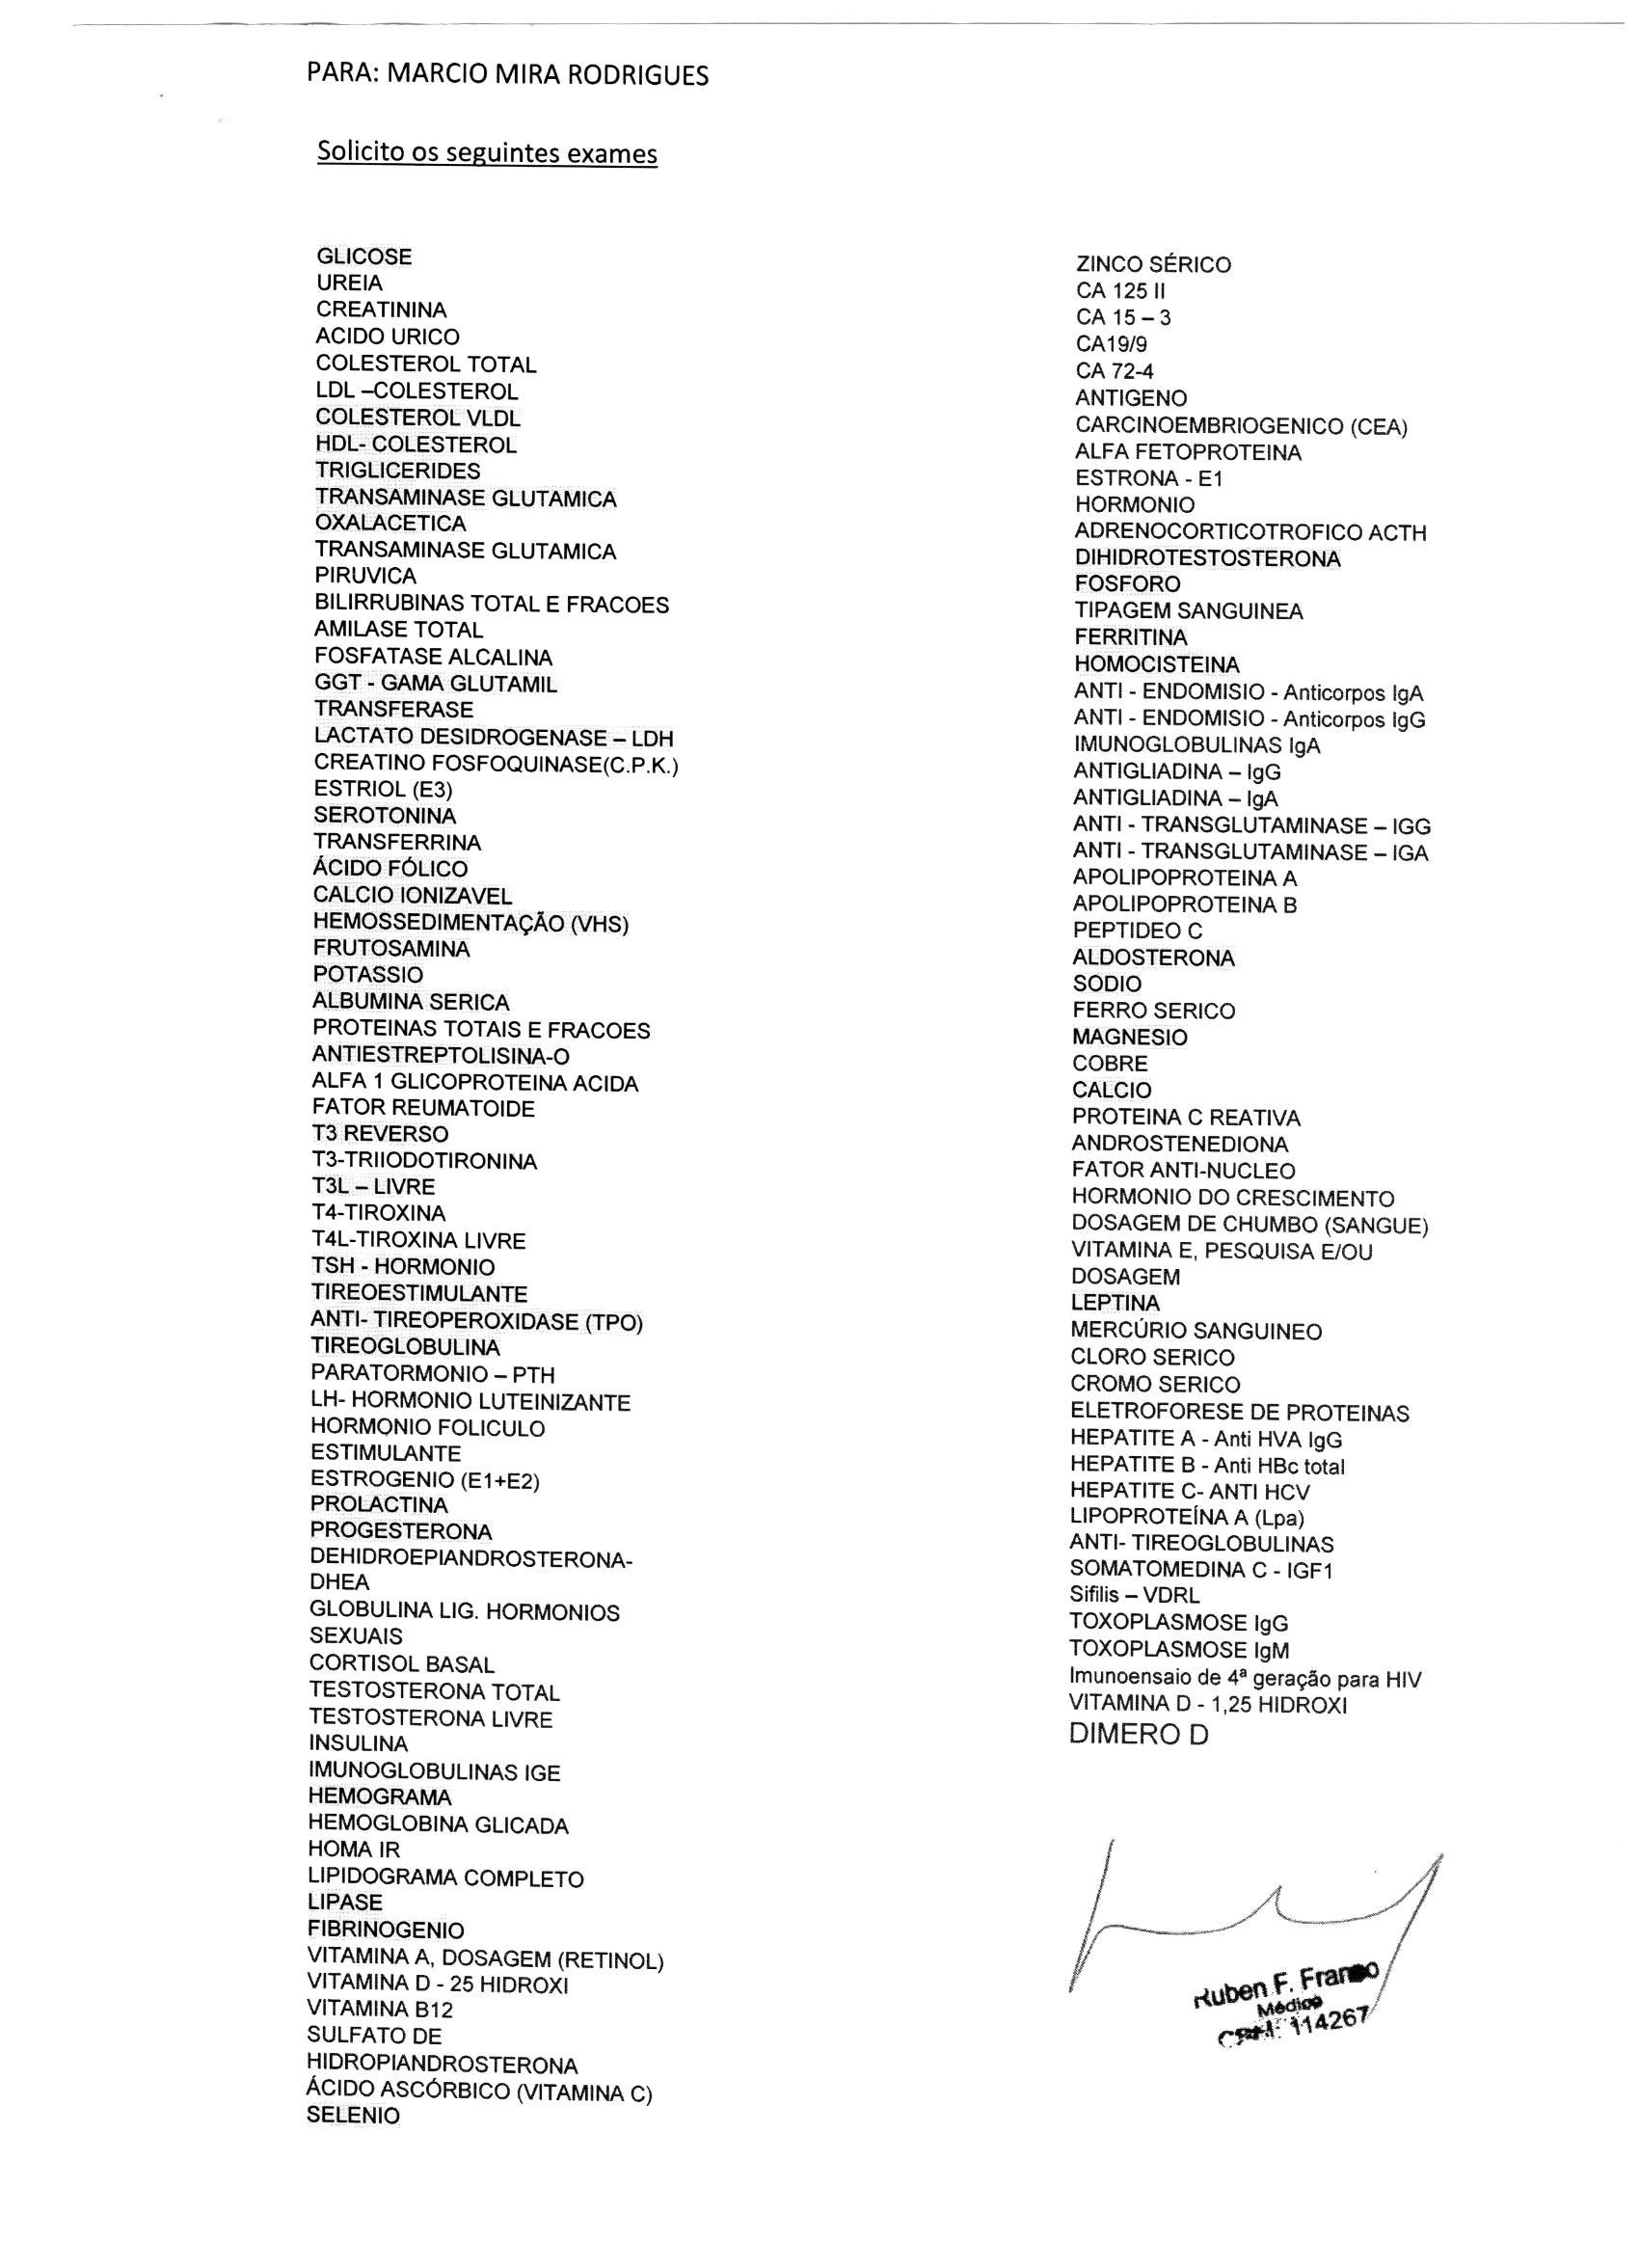 PARA: MARCIO MIRA RODRIGUES
Solicito os seguintes exames
GLICOSE
UREIA
CREATININA
ACIDO URICO
COLESTEROL TOTAL
LDL –COLESTEROL
COLESTEROL VLDL
HDL- COLESTEROL
TRIGLICERIDES
TRANSAMINASE GLUTAMICA
OXALACETICA
TRANSAMINASE GLUTAMICA
PIRUVICA
BILIRRUBINAS TOTAL E FRACOES
AMILASE TOTAL
FOSFATASE ALCALINA
GGT - GAMA GLUTAMIL
TRANSFERASE
LACTATO DESIDROGENASE – LDH
CREATINO FOSFOQUINASE(C.P.K.)
ESTRIOL (E3)
SEROTONINA
TRANSFERRINA
ÁCIDO FÓLICO
CALCIO IONIZAVEL
HEMOSSEDIMENTAÇÃO (VHS)
FRUTOSAMINA
POTASSIO
ALBUMINA SERICA
PROTEINAS TOTAIS E FRACOES
ANTIESTREPTOLISINA-O
ALFA 1 GLICOPROTEINA ACIDA
FATOR REUMATOIDE
T3 REVERSO
T3-TRIIODOTIRONINA
T3L – LIVRE
T4-TIROXINA
T4L-TIROXINA LIVRE
TSH - HORMONIO
TIREOESTIMULANTE
ANTI- TIREOPEROXIDASE (TPO)
TIREOGLOBULINA
PARATORMONIO – PTH
LH- HORMONIO LUTEINIZANTE
HORMONIO FOLICULO
ESTIMULANTE
ESTROGENIO (E1+E2)
PROLACTINA
PROGESTERONA
DEHIDROEPIANDROSTERONA-
DHEA
GLOBULINA LIG. HORMONIOS
SEXUAIS
CORTISOL BASAL
TESTOSTERONA TOTAL
TESTOSTERONA LIVRE
INSULINA
IMUNOGLOBULINAS IGE
HEMOGRAMA
HEMOGLOBINA GLICADA
HOMA IR
LIPIDOGRAMA COMPLETO
LIPASE
FIBRINOGENIO
VITAMINA A, DOSAGEM (RETINOL)
VITAMINA D - 25 HIDROXI
VITAMINA B12
SULFATO DE
HIDROPIANDROSTERONA
ÁCIDO ASCÓRBICO (VITAMINA C)
SELENIO
ZINCO SÉRICO
CA 125 II
CA 15 – 3
CA19/9
CA 72-4
ANTIGENO
CARCINOEMBRIOGENICO (CEA)
ALFA FETOPROTEINA
ESTRONA - E1
HORMONIO
ADRENOCORTICOTROFICO ACTH
DIHIDROTESTOSTERONA
FOSFORO
TIPAGEM SANGUINEA
FERRITINA
HOMOCISTEINA
ANTI - ENDOMISIO - Anticorpos IgA
ANTI - ENDOMISIO - Anticorpos IgG
IMUNOGLOBULINAS IgA
ANTIGLIADINA – IgG
ANTIGLIADINA – IgA
ANTI - TRANSGLUTAMINASE – IGG
ANTI - TRANSGLUTAMINASE – IGA
APOLIPOPROTEINA A
APOLIPOPROTEINA B
PEPTIDEO C
ALDOSTERONA
SODIO
FERRO SERICO
MAGNESIO
COBRE
CALCIO
PROTEINA C REATIVA
ANDROSTENEDIONA
FATOR ANTI-NUCLEO
HORMONIO DO CRESCIMENTO
DOSAGEM DE CHUMBO (SANGUE)
VITAMINA E, PESQUISA E/OU
DOSAGEM
LEPTINA
MERCÚRIO SANGUINEO
CLORO SERICO
CROMO SERICO
ELETROFORESE DE PROTEINAS
HEPATITE A - Anti HVA IgG
HEPATITE B - Anti HBc total
HEPATITE C- ANTI HCV
LIPOPROTEÍNA A (Lpa)
ANTI- TIREOGLOBULINAS
SOMATOMEDINA C - IGF1
Sifilis – VDRL
TOXOPLASMOSE IgG
TOXOPLASMOSE IgM
Imunoensaio de 4ª geração para HIV
VITAMINA D - 1,25 HIDROXI
DIMERO D
Ruben F. Franco
Médico
CRM: 114267